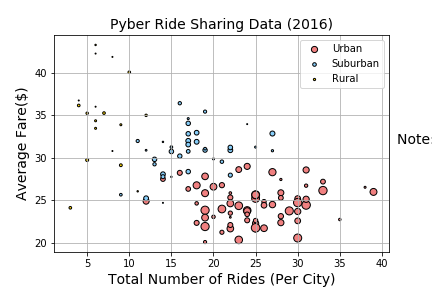 Pyber Ride Sharing Data (2016)
Urban
Suburban
Rural
Average Fare($)
40
35
30
25
20
5 10 15 20 25 30 35 40
Total Number of Rides (Per City)
Note: